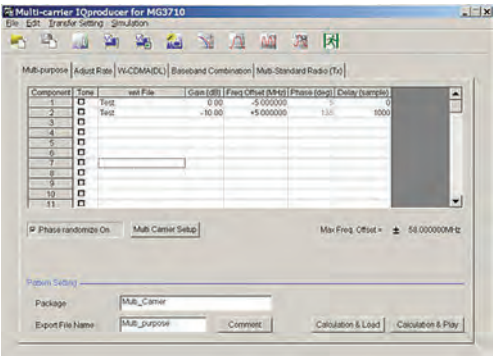 Multi-carrier IQproducer for MG3710
File Edit Transfer Setting Simulation
Multi-purpose Adjust Rate W-CDMA(DL) Baseband Combination Multi-Standard Radio (Tx)
Component Tone wvi File Gain (dB) Freq Offset (MHz) Phase (deg) Delay (sample)
1 Test 0.00 -5.000000 0
2 Test -10.00 +5.000000 1000
3
4
5
6
7
8
9
10
11
Phase randomize On Multi Carrier Setup Max Freq. Offset = ± 58.000000MHz
Pattern Setting
Package Multi_Carrier
Export File Name Multi_purpose Comment Calculation & Load Calculation & Play